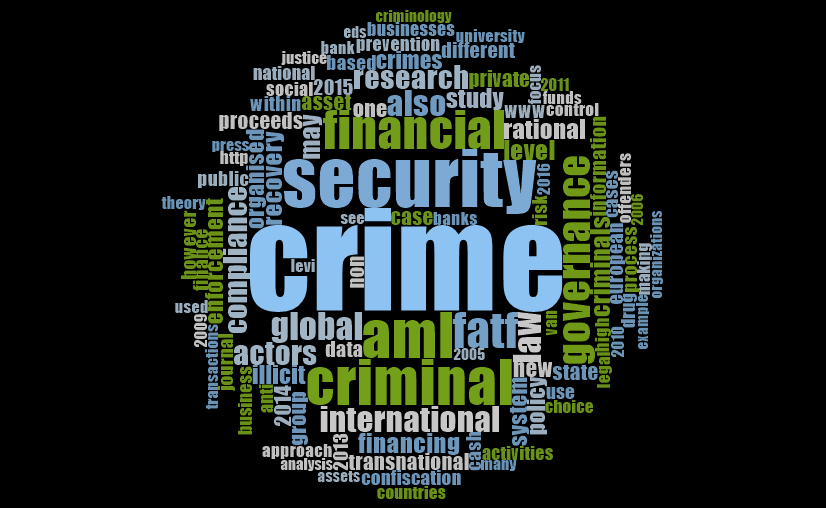 criminology
eds businesses university
bank prevention different
justice based crimes
national research private focus 2011
social 2015 also study funds
within asset one www control
proceeds may financial rational
press organised recovery level information
http security
public governance 2016 cases offenders
theory risk 2006
see case banks
however finance enforcement compliance crime criminals european process making organizations
levi non
used global aml fatf law van high drug example
2009 actors data 2005 legal 2010
transactions journal illicit criminal new state
business anti 2014 group system policy use
international choice
2013 financing cash
approach transnational activities
analysis many
assets confiscation
countries